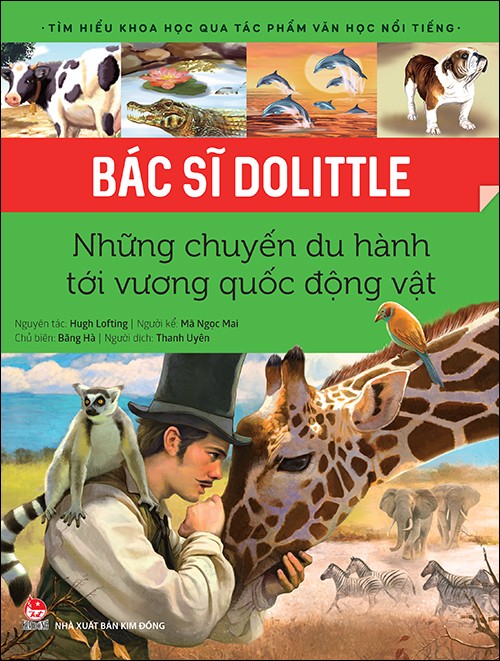 • TÌM HIỂU KHOA HỌC QUA TÁC PHẨM VĂN HỌC NỔI TIẾNG •
BÁC SĨ DOLITTLE
Những chuyến du hành
tới vương quốc động vật
Nguyên tác: Hugh Lofting | Người kể: Mã Ngọc Mai
Chủ biên: Băng Hà | Người dịch: Thanh Uyên
KIM ĐỒNG
NHÀ XUẤT BẢN KIM ĐỒNG